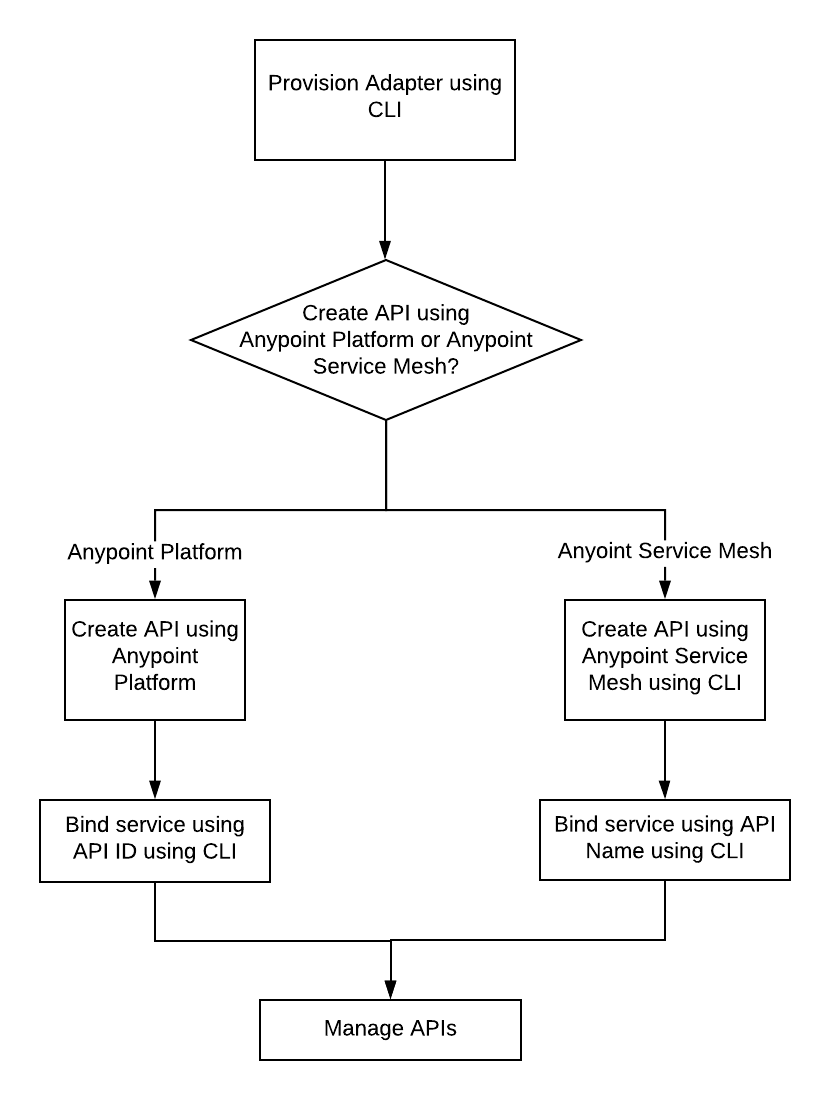 Provision Adapter using
CLI
Create API using
Anypoint Platform or Anypoint
Service Mesh?
Anypoint Platform
Anyoint Service Mesh
Create API using
Anypoint
Platform
Create API using
Anypoint Service
Mesh using CLI
Bind service using
API ID using CLI
Bind service using API
Name using CLI
Manage APIs